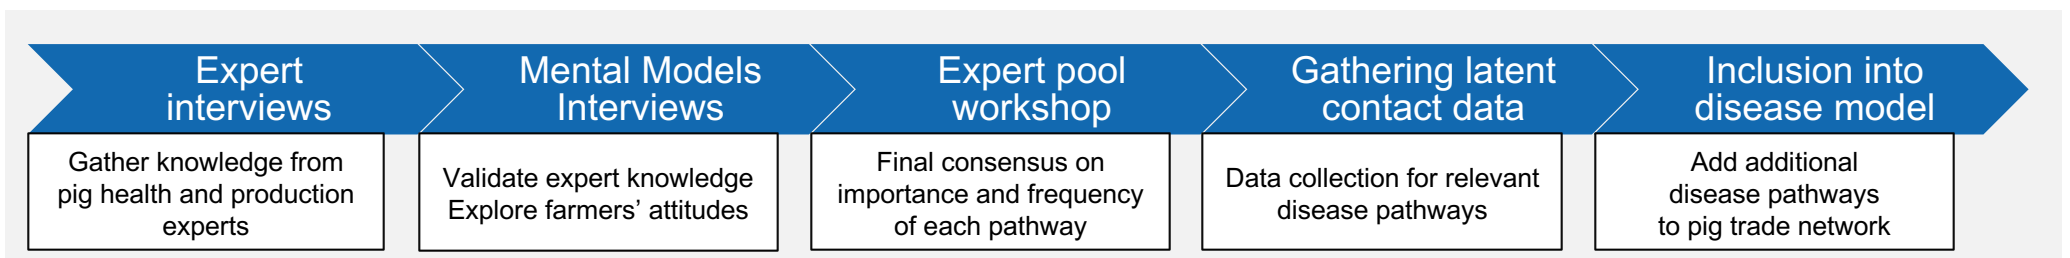 Expert
interviews
Gather knowledge from
pig health and production
experts
Mental Models
Interviews
Validate expert knowledge
Explore farmers’ attitudes
Expert pool
workshop
Final consensus on
importance and frequency
of each pathway
Gathering latent
contact data
Data collection for relevant
disease pathways
Inclusion into
disease model
Add additional
disease pathways
to pig trade network